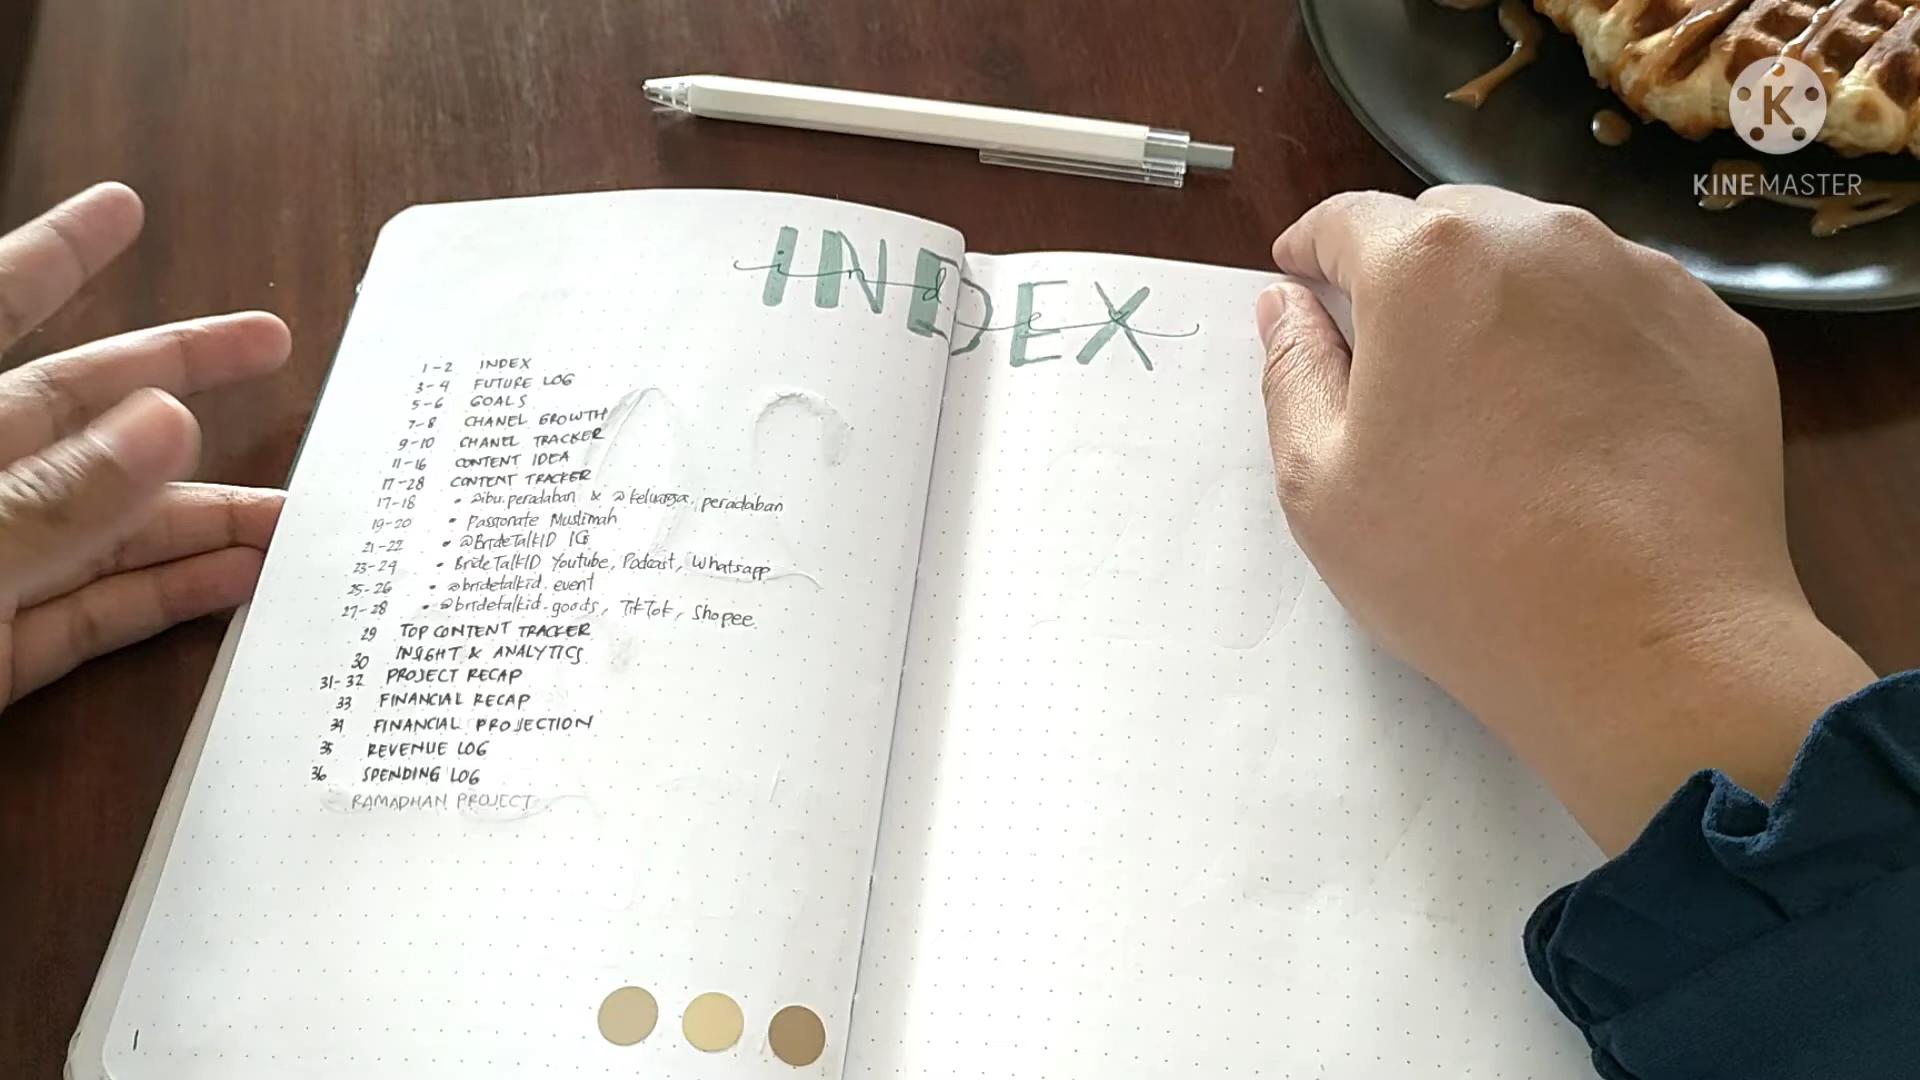 KINEMASTER
INDEX
index
1-2 INDEX
3-4 FUTURE LOG
5-6 GOALS
7-8 CHANEL GROWTH
9-10 CHANEL TRACKER
11-16 CONTENT IDEA
17-28 CONTENT TRACKER
17-18 • @ibu.peradaban & @keluarga.peradaban
19-20 • Passionate Muslimah
21-22 • @BrideTalkID IG
23-24 • BrideTalkID Youtube, Podcast, Whatsapp
25-26 • @bridetalkid.event
27-28 • @bridetalkid.goods, TikTok, Shopee
29 TOP CONTENT TRACKER
30 INSIGHT & ANALYTICS
31-32 PROJECT RECAP
33 FINANCIAL RECAP
34 FINANCIAL PROJECTION
35 REVENUE LOG
36 SPENDING LOG
RAMADHAN PROJECT
1